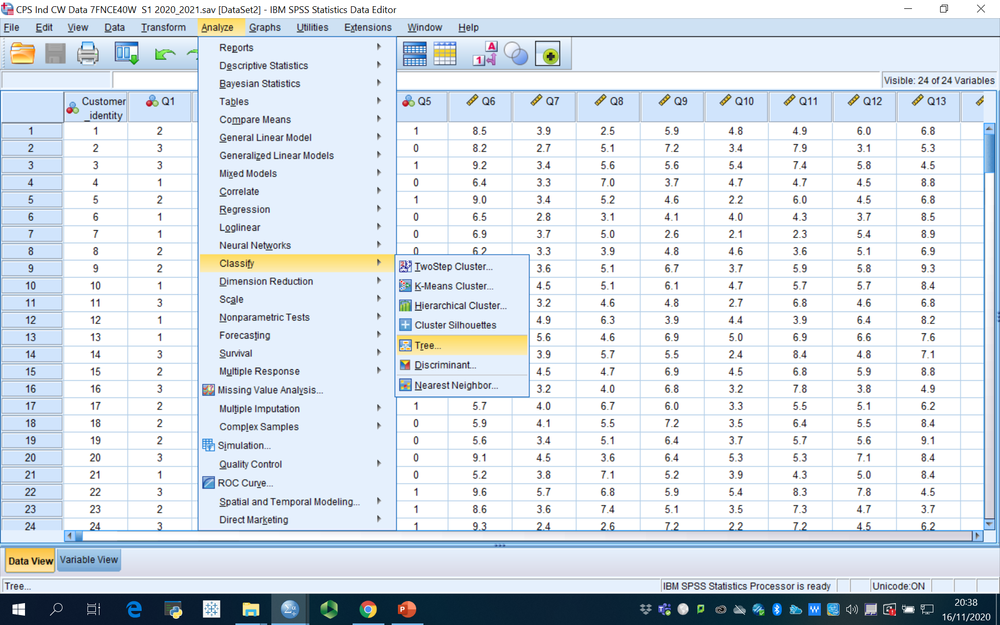 CPS Ind CW Data 7FNCE40W  S1 2020_2021.sav [DataSet2] - IBM SPSS Statistics Data Editor
File Edit View Data Transform Analyze Graphs Utilities Extensions Window Help
Visible: 24 of 24 Variables
Customer_identity Q1 Q5 Q6 Q7 Q8 Q9 Q10 Q11 Q12 Q13
1 1 2 1 8.5 3.9 2.5 5.9 4.8 4.9 6.0 6.8
2 2 3 0 8.2 2.7 5.1 7.2 3.4 7.9 3.1 5.3
3 3 3 1 9.2 3.4 5.6 5.6 5.4 7.4 5.8 4.5
4 4 1 0 6.4 3.3 7.0 3.7 4.7 4.7 4.5 8.8
5 5 2 1 9.0 3.4 5.2 4.6 2.2 6.0 4.5 6.8
6 6 1 0 6.5 2.8 3.1 4.1 4.0 4.3 3.7 8.5
7 7 1 0 6.9 3.7 5.0 2.6 2.1 2.3 5.4 8.9
8 8 2 0 6.2 3.3 3.9 4.8 4.6 3.6 5.1 6.9
9 9 2 3.6 5.1 6.7 3.7 5.9 5.8 9.3
10 10 1 4.5 5.1 6.1 4.7 5.7 5.7 8.4
11 11 3 3.2 4.6 4.8 2.7 6.8 4.6 6.8
12 12 1 4.9 6.3 3.9 4.4 3.9 6.4 8.2
13 13 1 5.6 4.6 6.9 5.0 6.9 6.6 7.6
14 14 3 3.9 5.7 5.5 2.4 8.4 4.8 7.1
15 15 2 4.5 4.7 6.9 4.5 6.8 5.9 8.8
16 16 3 3.2 4.0 6.8 3.2 7.8 3.8 4.9
17 17 2 1 5.7 4.0 6.7 6.0 3.3 5.5 5.1 6.2
18 18 2 0 5.9 4.1 5.5 7.2 3.5 6.4 5.5 8.4
19 19 2 0 5.6 3.4 5.1 6.4 3.7 5.7 5.6 9.1
20 20 3 0 9.1 4.5 3.6 6.4 5.3 5.3 7.1 8.4
21 21 1 0 5.2 3.8 7.1 5.2 3.9 4.3 5.0 8.4
22 22 3 1 9.6 5.7 6.8 5.9 5.4 8.3 7.8 4.5
23 23 2 1 8.6 3.6 7.4 5.1 3.5 7.3 4.7 3.7
24 24 3 1 9.3 2.4 2.6 7.2 2.2 7.2 4.5 6.2
Reports
Descriptive Statistics
Bayesian Statistics
Tables
Compare Means
General Linear Model
Generalized Linear Models
Mixed Models
Correlate
Regression
Loglinear
Neural Networks
Classify
Dimension Reduction
Scale
Nonparametric Tests
Forecasting
Survival
Multiple Response
Missing Value Analysis...
Multiple Imputation
Complex Samples
Simulation...
Quality Control
ROC Curve...
Spatial and Temporal Modeling...
Direct Marketing
TwoStep Cluster...
K-Means Cluster...
Hierarchical Cluster...
Cluster Silhouettes
Tree...
Discriminant...
Nearest Neighbor...
Data View Variable View
Tree... IBM SPSS Statistics Processor is ready Unicode:ON
20:38
16/11/2020